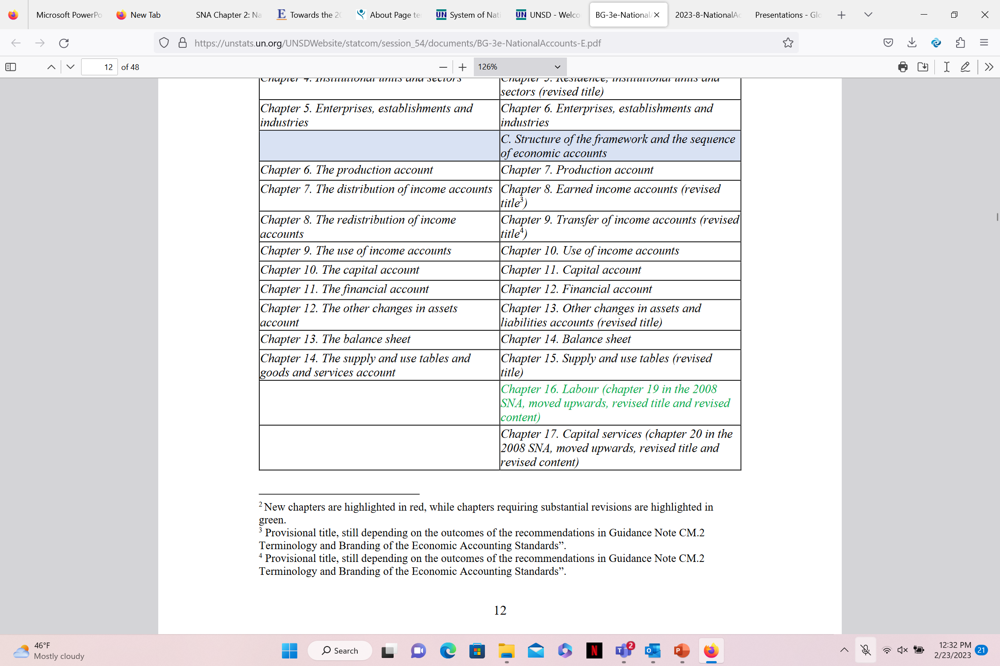 Microsoft PowerPo
New Tab
SNA Chapter 2: Na
E Towards the 20
About Page te
UN System of Nati
UN UNSD - Welco
BG-3e-National
2023-8-NationalAc
Presentations - Glo
https://unstats.un.org/UNSDWebsite/statcom/session_54/documents/BG-3e-NationalAccounts-E.pdf
12 of 48
126%
Chapter 4. Institutional units and sectors
Chapter 5. Residence, institutional units and
sectors (revised title)
Chapter 5. Enterprises, establishments and
industries
Chapter 6. Enterprises, establishments and
industries
C. Structure of the framework and the sequence
of economic accounts
Chapter 6. The production account
Chapter 7. Production account
Chapter 7. The distribution of income accounts
Chapter 8. Earned income accounts (revised
title3)
Chapter 8. The redistribution of income
accounts
Chapter 9. Transfer of income accounts (revised
title4)
Chapter 9. The use of income accounts
Chapter 10. Use of income accounts
Chapter 10. The capital account
Chapter 11. Capital account
Chapter 11. The financial account
Chapter 12. Financial account
Chapter 12. The other changes in assets
account
Chapter 13. Other changes in assets and
liabilities accounts (revised title)
Chapter 13. The balance sheet
Chapter 14. Balance sheet
Chapter 14. The supply and use tables and
goods and services account
Chapter 15. Supply and use tables (revised
title)
Chapter 16. Labour (chapter 19 in the 2008
SNA, moved upwards, revised title and revised
content)
Chapter 17. Capital services (chapter 20 in the
2008 SNA, moved upwards, revised title and
revised content)
2 New chapters are highlighted in red, while chapters requiring substantial revisions are highlighted in
green.
3 Provisional title, still depending on the outcomes of the recommendations in Guidance Note CM.2
Terminology and Branding of the Economic Accounting Standards”.
4 Provisional title, still depending on the outcomes of the recommendations in Guidance Note CM.2
Terminology and Branding of the Economic Accounting Standards”.
12
46°F
Mostly cloudy
Search
N
T 2
O
P
12:32 PM
2/23/2023
21